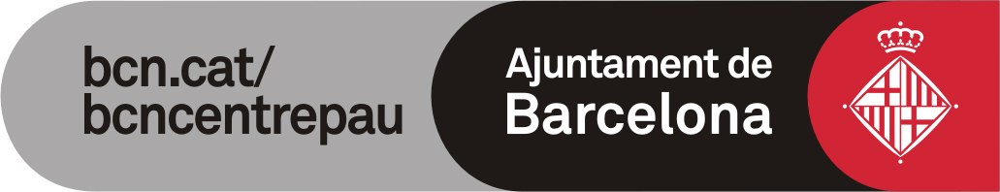 bcn.cat/
bcncentrepau
Ajuntament de
Barcelona